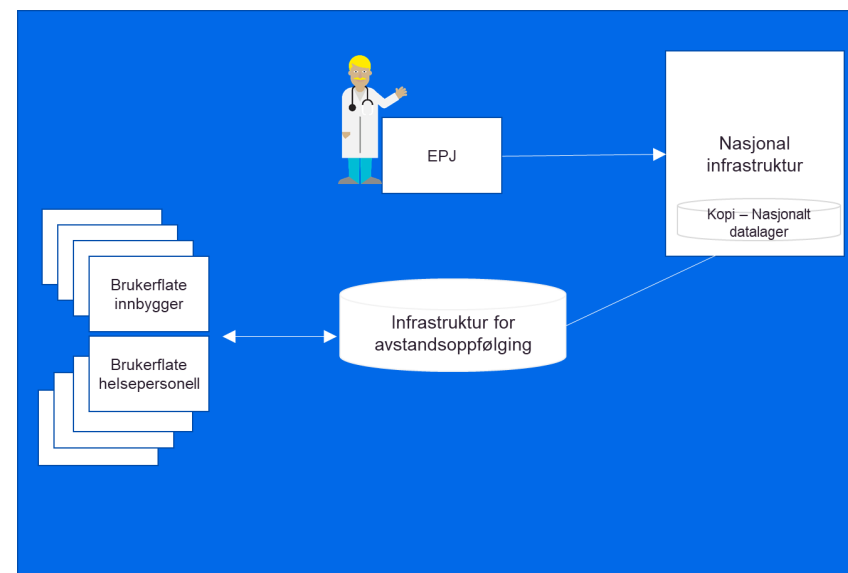 EPJ
Nasjonal
infrastruktur
Kopi – Nasjonalt
datalager
Brukerflate
innbygger
Infrastruktur for
avstandsoppfølging
Brukerflate
helsepersonell